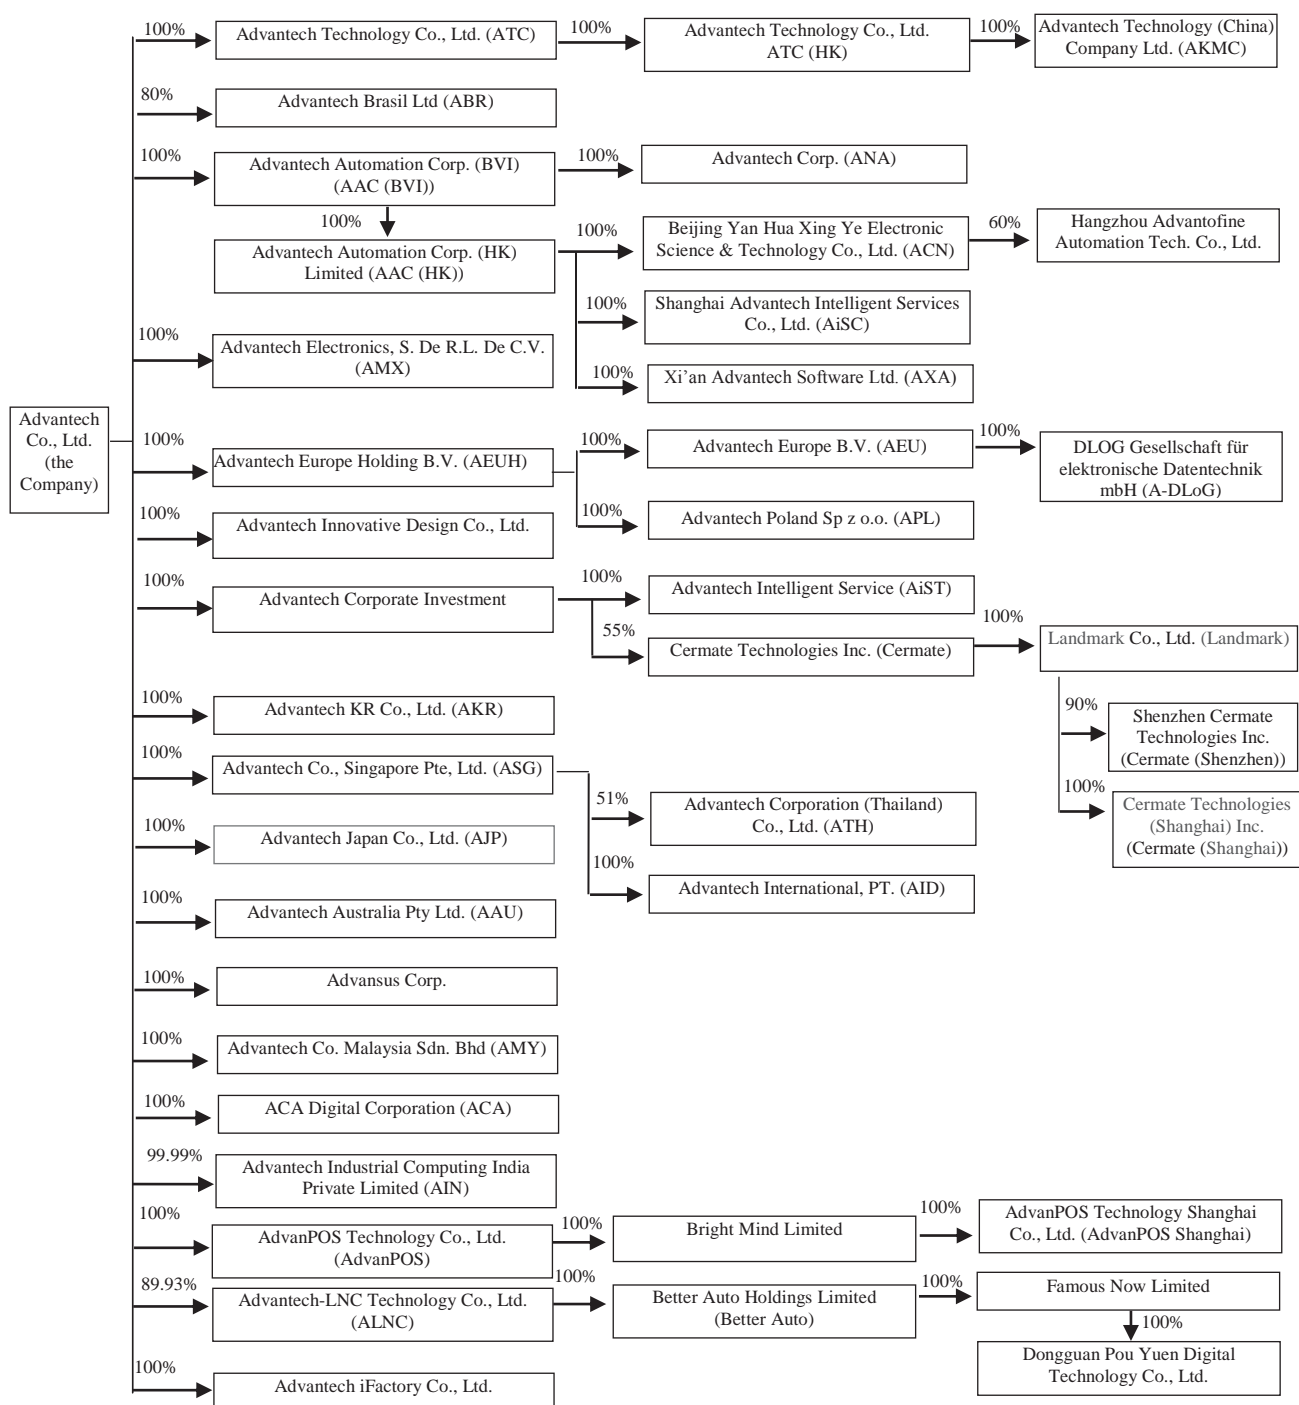 100%
Advantech Technology Co., Ltd. (ATC)
100%
Advantech Technology Co., Ltd.
ATC (HK)
100%
Advantech Technology (China)
Company Ltd. (AKMC)
80%
Advantech Brasil Ltd (ABR)
100%
Advantech Automation Corp. (BVI)
(AAC (BVI))
100%
Advantech Corp. (ANA)
100%
Advantech Automation Corp. (HK)
Limited (AAC (HK))
100%
Beijing Yan Hua Xing Ye Electronic
Science & Technology Co., Ltd. (ACN)
60%
Hangzhou Advantofine
Automation Tech. Co., Ltd.
100%
Shanghai Advantech Intelligent Services
Co., Ltd. (AiSC)
100%
Xi’an Advantech Software Ltd. (AXA)
100%
Advantech Electronics, S. De R.L. De C.V.
(AMX)
Advantech
Co., Ltd.
(the
Company)
100%
Advantech Europe Holding B.V. (AEUH)
100%
Advantech Europe B.V. (AEU)
100%
DLOG Gesellschaft für
elektronische Datentechnik
mbH (A-DLoG)
100%
Advantech Poland Sp z o.o. (APL)
100%
Advantech Innovative Design Co., Ltd.
100%
Advantech Corporate Investment
100%
Advantech Intelligent Service (AiST)
55%
Cermate Technologies Inc. (Cermate)
100%
Landmark Co., Ltd. (Landmark)
90%
Shenzhen Cermate
Technologies Inc.
(Cermate (Shenzhen))
100%
Cermate Technologies
(Shanghai) Inc.
(Cermate (Shanghai))
100%
Advantech KR Co., Ltd. (AKR)
100%
Advantech Co., Singapore Pte, Ltd. (ASG)
51%
Advantech Corporation (Thailand)
Co., Ltd. (ATH)
100%
Advantech International, PT. (AID)
100%
Advantech Japan Co., Ltd. (AJP)
100%
Advantech Australia Pty Ltd. (AAU)
100%
Advansus Corp.
100%
Advantech Co. Malaysia Sdn. Bhd (AMY)
100%
ACA Digital Corporation (ACA)
99.99%
Advantech Industrial Computing India
Private Limited (AIN)
100%
AdvanPOS Technology Co., Ltd.
(AdvanPOS)
100%
Bright Mind Limited
100%
AdvanPOS Technology Shanghai
Co., Ltd. (AdvanPOS Shanghai)
89.93%
Advantech-LNC Technology Co., Ltd.
(ALNC)
100%
Better Auto Holdings Limited
(Better Auto)
100%
Famous Now Limited
100%
Dongguan Pou Yuen Digital
Technology Co., Ltd.
100%
Advantech iFactory Co., Ltd.